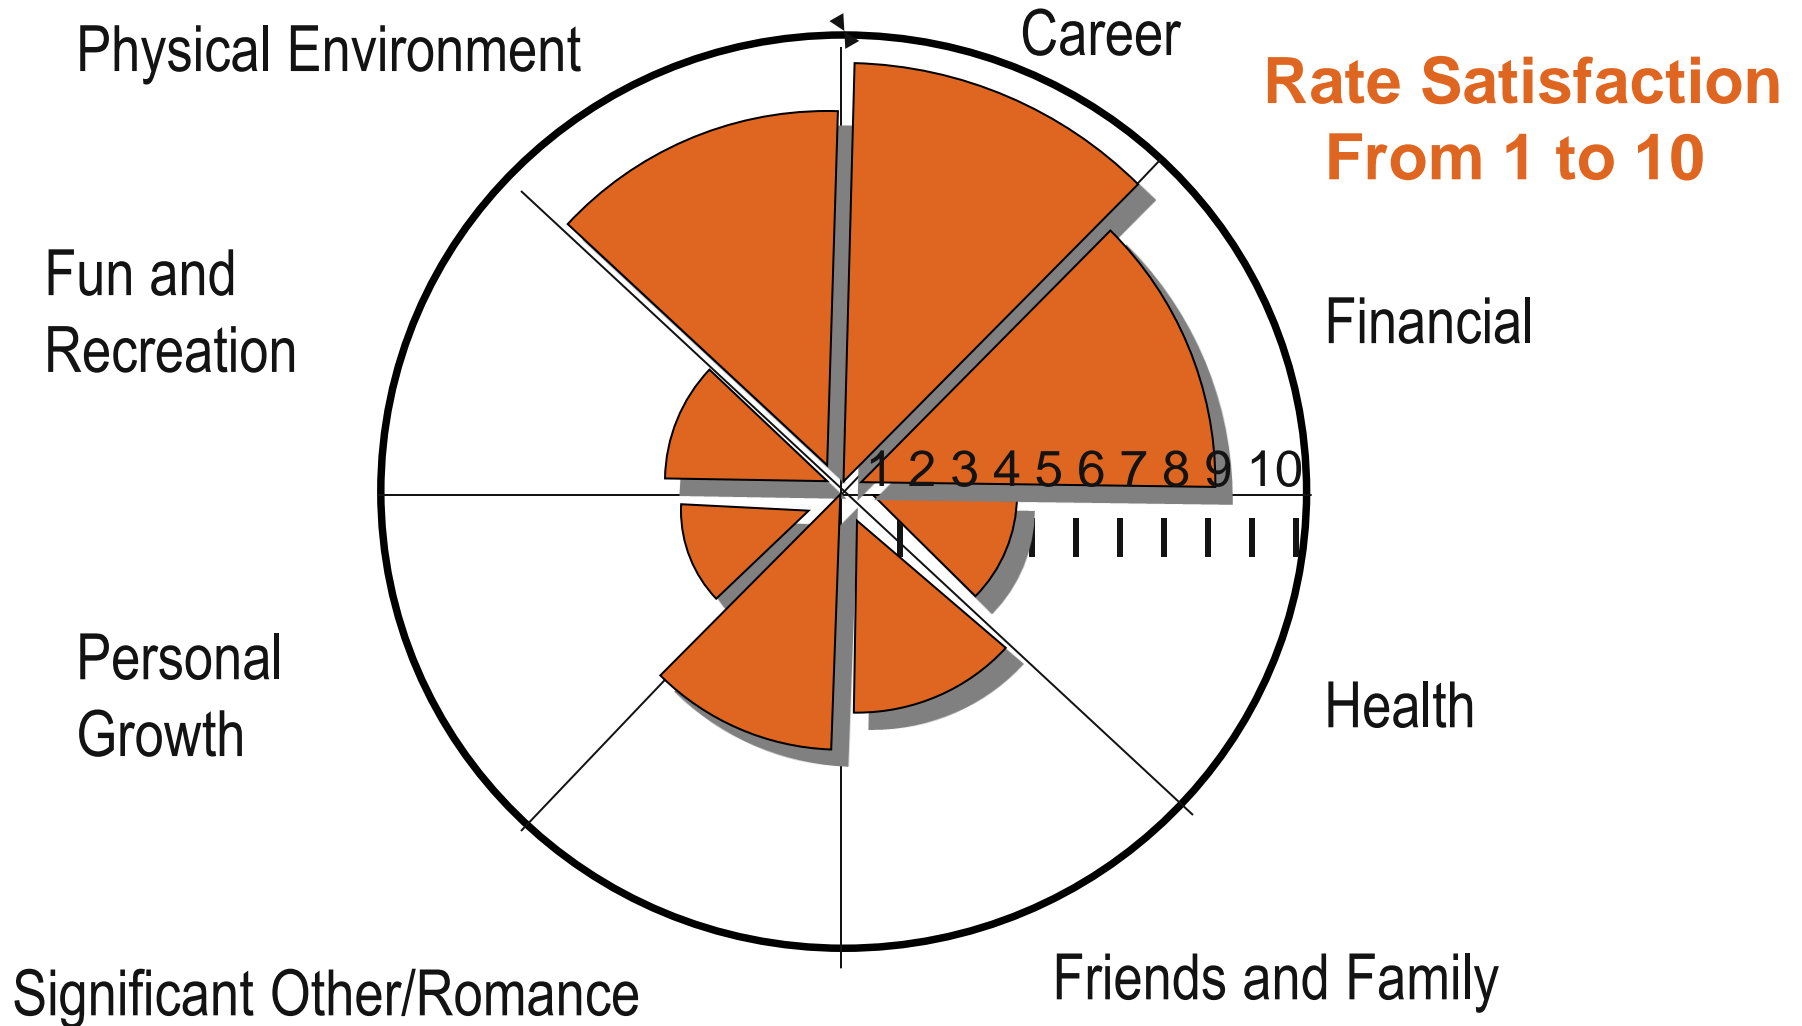 Physical Environment
Career
Rate Satisfaction
From 1 to 10
Fun and
Recreation
Financial
1 2 3 4 5 6 7 8 9 10
Personal
Growth
Health
Significant Other/Romance
Friends and Family